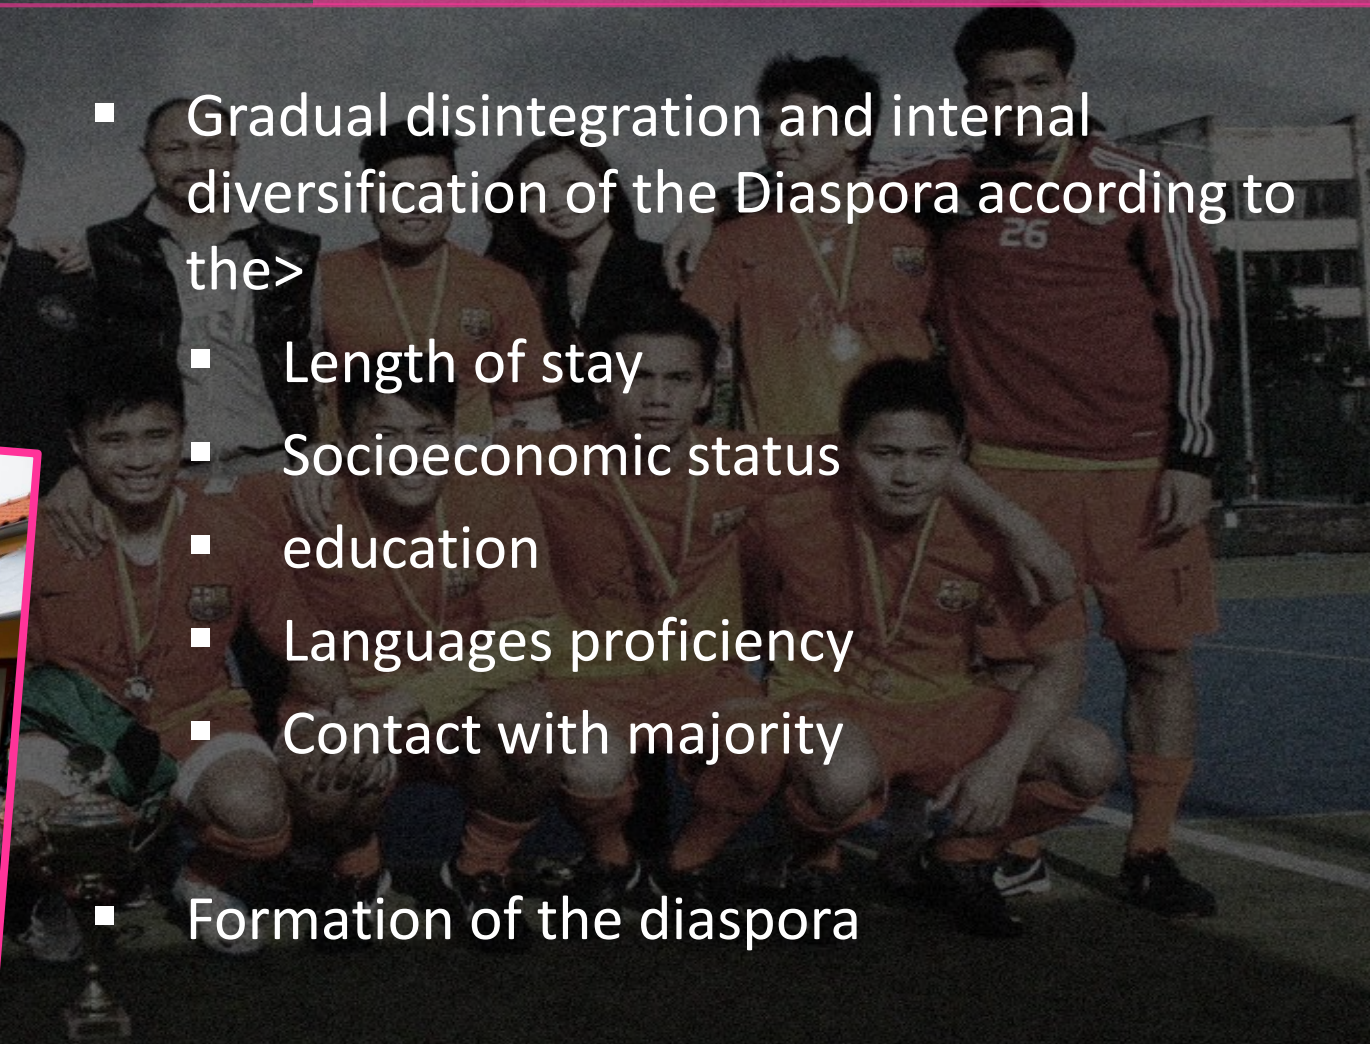 ▪ Gradual disintegration and internal
diversification of the Diaspora according to
the>
▪ Length of stay
▪ Socioeconomic status
▪ education
▪ Languages proficiency
▪ Contact with majority
▪ Formation of the diaspora
26